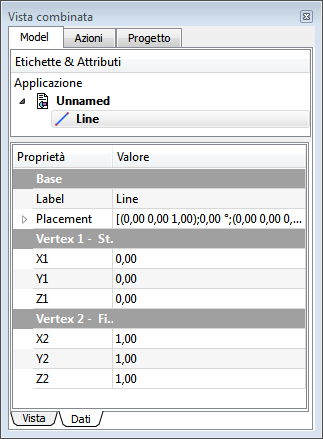 Vista combinata
Model Azioni Progetto
Etichette & Attributi
Applicazione
Unnamed
Line
Proprietà Valore
Base
Label Line
Placement [(0,00 0,00 1,00);0,00 °;(0,00 0,00 0,...
Vertex 1 - St.
X1 0,00
Y1 0,00
Z1 0,00
Vertex 2 - Fi..
X2 1,00
Y2 1,00
Z2 1,00
Vista Dati